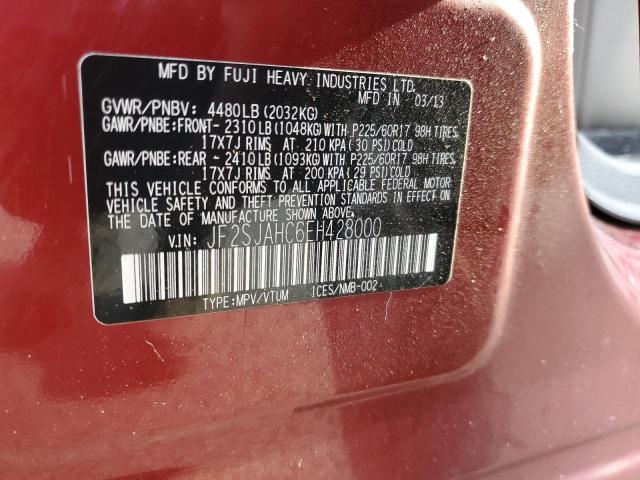 MFD BY FUJI HEAVY INDUSTRIES LTD.
MFD IN 03/13
GVWR/PNBV: 4480LB (2032KG)
GAWR/PNBE:FRONT- 2310LB (1048KG) WITH P225/60R17 98H TIRES
17X7J RIMS AT 210 KPA (30 PSI) COLD
GAWR/PNBE:REAR - 2410LB (1093KG) WITH P225/60R17 98H TIRES
17X7J RIMS AT 200 KPA (29 PSI) COLD
THIS VEHICLE CONFORMS TO ALL APPLICABLE FEDERAL MOTOR
VEHICLE SAFETY AND THEFT PREVENTION STANDARDS IN EFFECT ON
THE DATE OF MANUFACTURE SHOWN ABOVE.
V.IN: JF2SJAHC6EH428000
TYPE:MPV/VTUM ICES/NMB-002